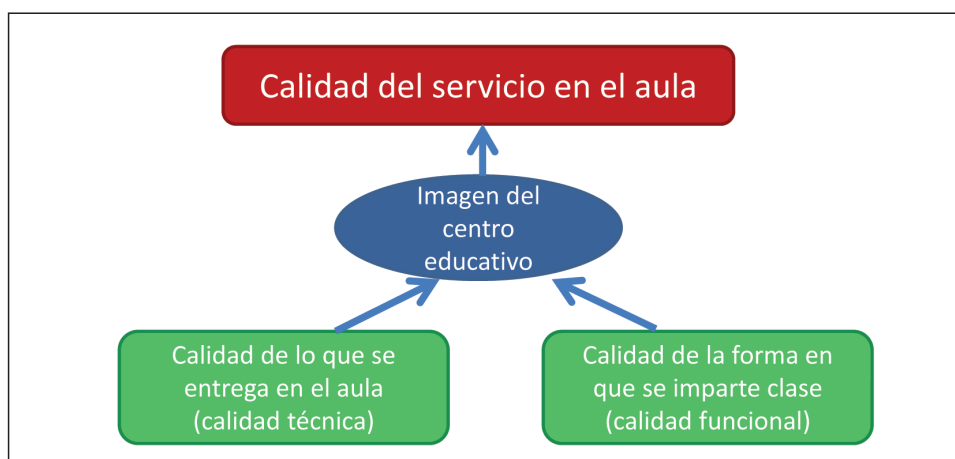 Calidad del servicio en el aula
Imagen del
centro
educativo
Calidad de lo que se
entrega en el aula
(calidad técnica)
Calidad de la forma en
que se imparte clase
(calidad funcional)